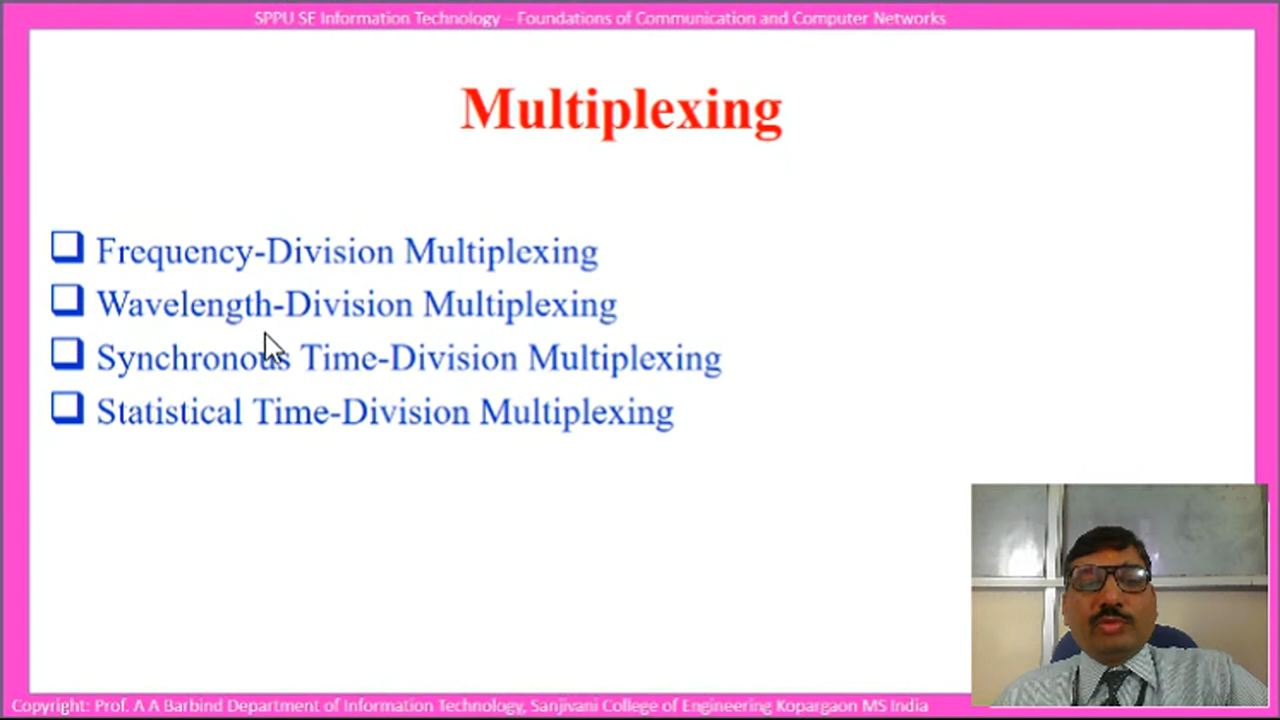 SPPU SE Information Technology – Foundations of Communication and Computer Networks
Multiplexing
Frequency-Division Multiplexing
Wavelength-Division Multiplexing
Synchronous Time-Division Multiplexing
Statistical Time-Division Multiplexing
Copyright: Prof. A A Barbind Department of Information Technology, Sanjivani College of Engineering Kopargaon MS India